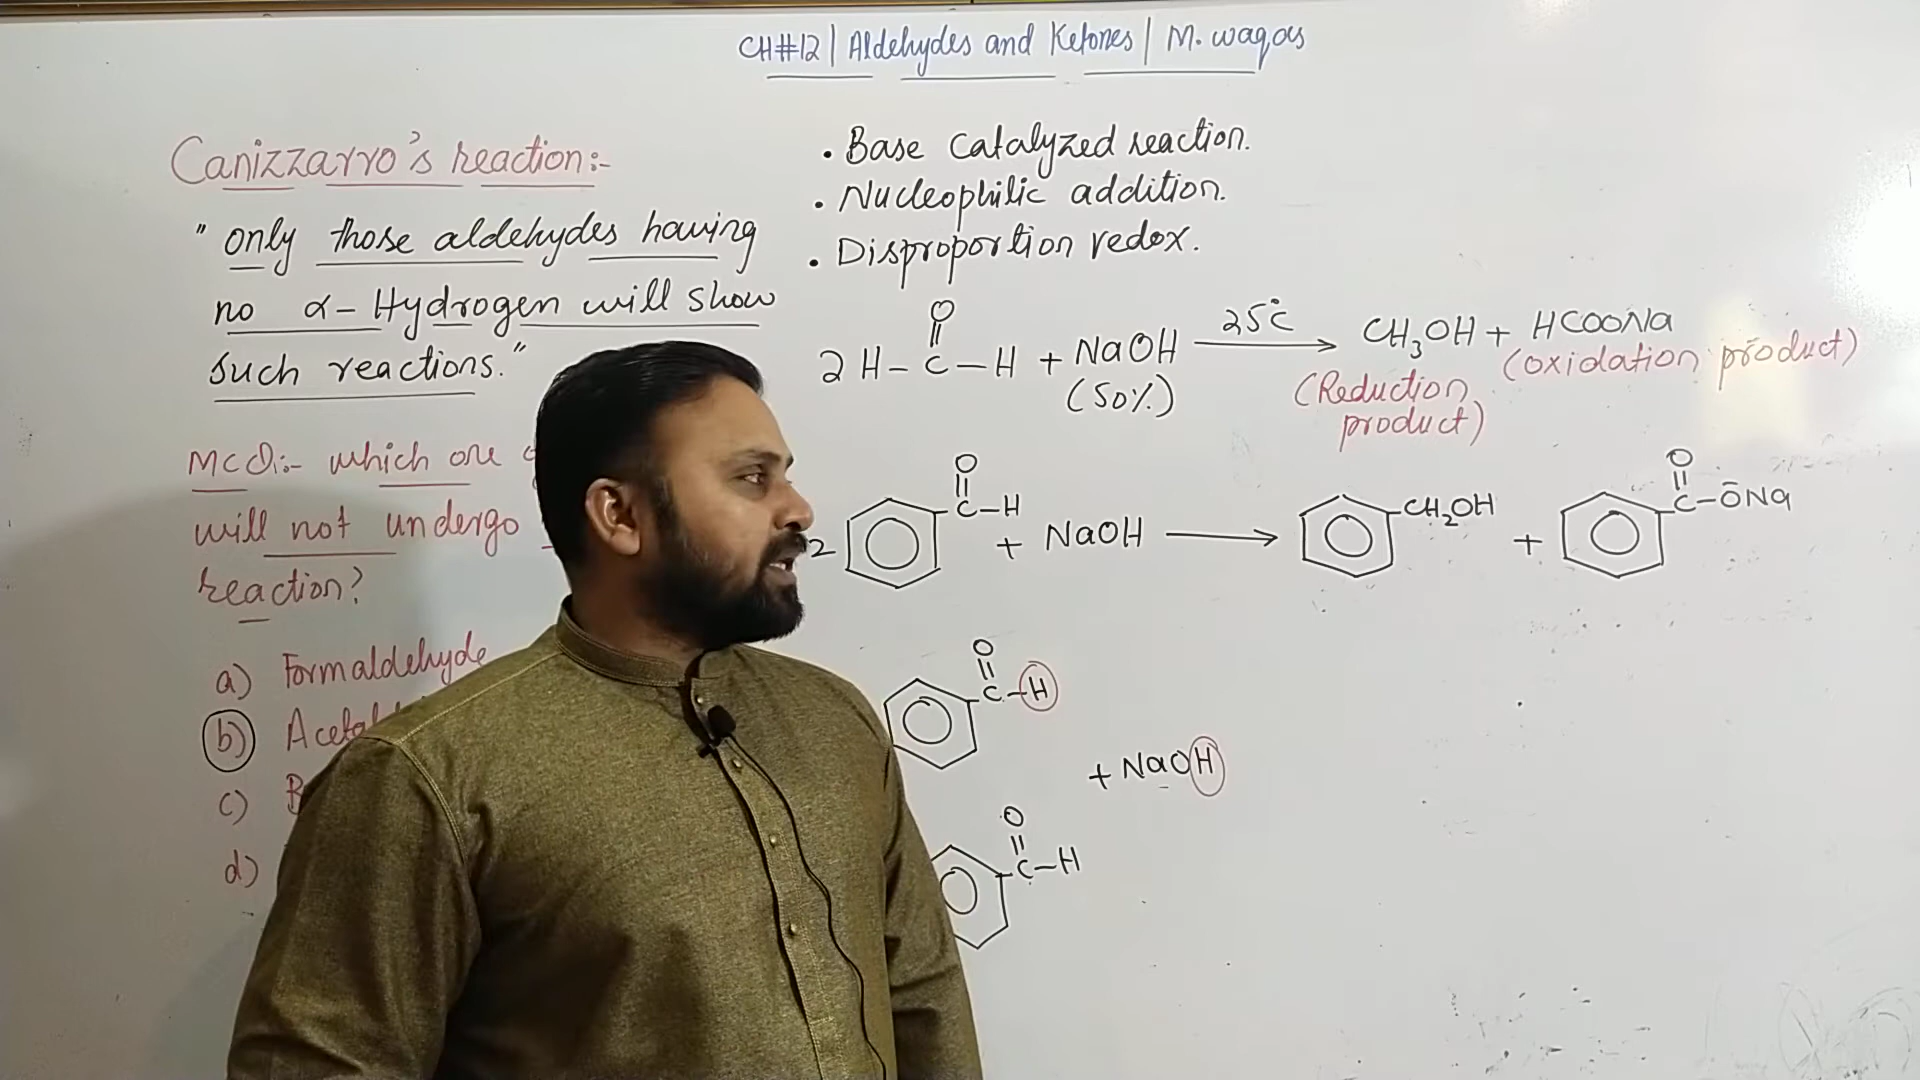 CH#12 | Aldehydes and Ketones | M. waqas
Canizzarro's reaction:-
"only those aldehydes having
no α-Hydrogen will show
such reactions."
MCQ:- which one
will not undergo
reaction?
a) Formaldehyde
b)
c)
d)
. Base Catalyzed reaction.
. Nucleophilic addition.
. Disproportion redox.
O
2 H-C-H + NaOH 25°C CH3OH + HCOONa
(50%)
(Reduction product)
(oxidation product)
O
2 C-H + NaOH CH2OH + C-ŌNa
O
O
C-H
+ NaOH
O
C-H